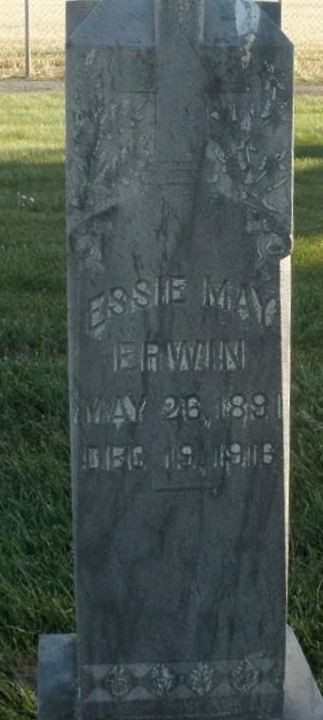 ESSIE MAY
ERWIN
MAY 26, 1891
DEC 19, 1916